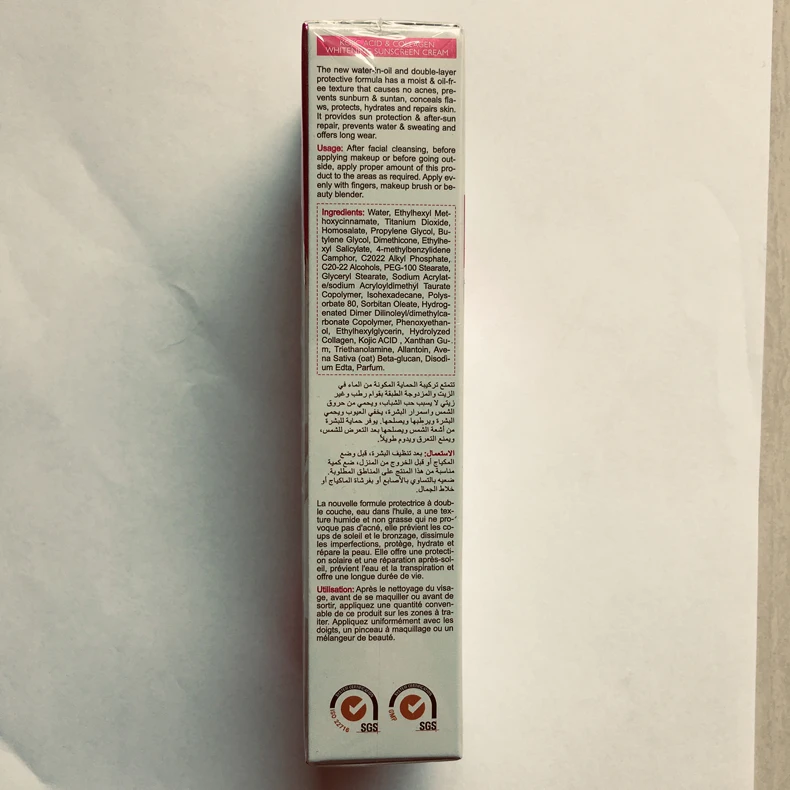 KOJIC ACID & COLLAGEN
WHITENING SUNSCREEN CREAM
The new water-in-oil and double-layer
protective formula has a moist & oil-fr-
ee texture that causes no acnes, pre-
vents sunburn & suntan, conceals fla-
ws, protects, hydrates and repairs skin.
It provides sun protection & after-sun
repair, prevents water & sweating and
offers long wear.
Usage: After facial cleansing, before
applying makeup or before going out-
side, apply proper amount of this pro-
duct to the areas as required. Apply ev-
enly with fingers, makeup brush or be-
auty blender.
Ingredients: Water, Ethylhexyl Met-
hoxycinnamate, Titanium Dioxide,
Homosalate, Propylene Glycol, Bu-
tylene Glycol, Dimethicone, Ethylhe-
xyl Salicylate, 4-methylbenzylidene
Camphor, C2022 Alkyl Phosphate,
C20-22 Alcohols, PEG-100 Stearate,
Glyceryl Stearate, Sodium Acrylat-
e/sodium Acryloyldimethyl Taurate
Copolymer, Isohexadecane, Polys-
orbate 80, Sorbitan Oleate, Hydrog-
enated Dimer Dilinoleyl/dimethylca-
rbonate Copolymer, Phenoxyethan-
ol, Ethylhexylglycerin, Hydrolyzed
Collagen, Kojic ACID , Xanthan Gu-
m, Triethanolamine, Allantoin, Ave-
na Sativa (oat) Beta-glucan, Disodi-
um Edta, Parfum.
تتمتع تركيبة الحماية المكونة من الماء في
الزيت والمزدوجة الطبقة بقوام رطب وغير
زيتي لا يسبب حب الشباب، ويحمي من حروق
الشمس واسمرار البشرة، يخفي العيوب ويحمي
البشرة ويرطبها ويصلحها. يوفر حماية للبشرة
من أشعة الشمس ويصلحها بعد التعرض للشمس،
ويمنع التعرق ويدوم طويلاً.
الاستعمال: بعد تنظيف البشرة، قبل وضع
المكياج أو قبل الخروج من المنزل، ضع كمية
مناسبة من هذا المنتج على المناطق المطلوبة.
ضعيه بالتساوي بالأصابع أو بفرشاة الماكياج أو
خلاط الجمال.
La nouvelle formule protectrice à doub-
le couche, eau dans l'huile, a une tex-
ture humide et non grasse qui ne pro-
voque pas d'acné, elle prévient les co-
ups de soleil et le bronzage, dissimule
les imperfections, protège, hydrate et
répare la peau. Elle offre une protecti-
on solaire et une réparation après-sol-
eil, prévient l'eau et la transpiration et
offre une longue durée de vie.
Utilisation: Après le nettoyage du visa-
ge, avant de se maquiller ou avant de
sortir, appliquez une quantité conven-
able de ce produit sur les zones à tra-
iter. Appliquez uniformément avec les
doigts, un pinceau à maquillage ou un
mélangeur de beauté.
ISO 22716
SGS
GMP
SGS